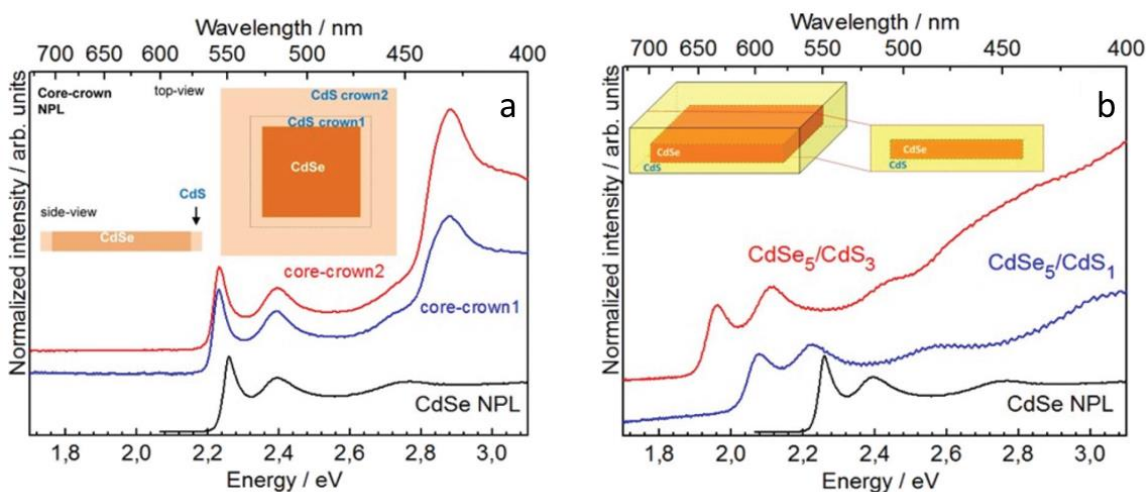 Wavelength / nm
700 650 600 550 500 450 400
Core-crown
NPL
top-view
a
CdS crown2
CdS crown1
CdSe
CdS
side-view
CdSe
core-crown2
core-crown1
CdSe NPL
Normalized intensity / arb. units
1,8 2,0 2,2 2,4 2,6 2,8 3,0
Energy / eV
Wavelength / nm
700 650 600 550 500 450 400
b
CdSe
CdS
CdSe
CdS
CdSe₅/CdS₃
CdSe₅/CdS₁
CdSe NPL
Normalized intensity / arb. units
1,8 2,0 2,2 2,4 2,6 2,8 3,0
Energy / eV